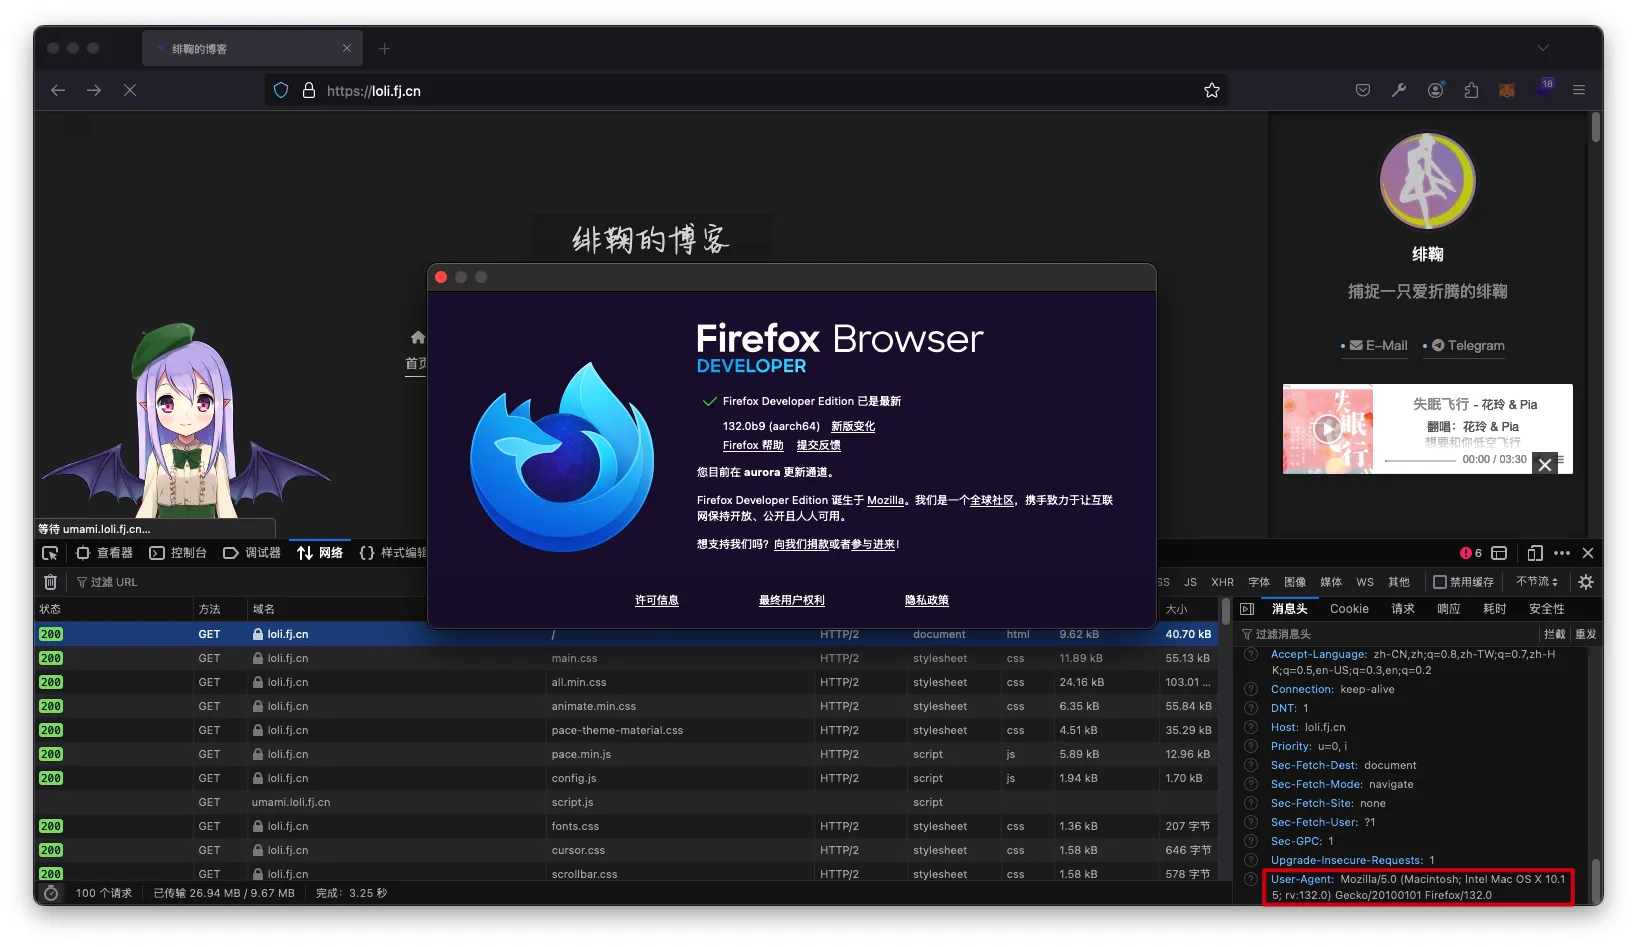 绯鞠的博客
https://loli.fj.cn
18
绯鞠的博客
首页
绯鞠
捕捉一只爱折腾的绯鞠
E-Mail
Telegram
失眠飞行 - 花玲 & Pia
翻唱：花玲 & Pia
想要和你低空飞行
00:00 / 03:30
等待 umami.loli.fj.cn...
Firefox Browser
DEVELOPER
Firefox Developer Edition 已是最新
132.0b9 (aarch64) 新版变化
Firefox 帮助 提交反馈
您目前在 aurora 更新通道。
Firefox Developer Edition 诞生于 Mozilla。我们是一个全球社区，携手致力于让互联
网保持开放、公开且人人可用。
想支持我们吗？向我们捐款或者参与进来！
许可信息 最终用户权利 隐私政策
查看器 控制台 调试器 网络 样式编辑 6
过滤 URL
SS JS XHR 字体 图像 媒体 WS 其他 禁用缓存 不节流
状态 方法 域名 大小
200 GET loli.fj.cn / HTTP/2 document html 9.62 kB 40.70 kB
200 GET loli.fj.cn main.css HTTP/2 stylesheet css 11.89 kB 55.13 kB
200 GET loli.fj.cn all.min.css HTTP/2 stylesheet css 24.16 kB 103.01 ...
200 GET loli.fj.cn animate.min.css HTTP/2 stylesheet css 6.35 kB 55.84 kB
200 GET loli.fj.cn pace-theme-material.css HTTP/2 stylesheet css 4.51 kB 35.29 kB
200 GET loli.fj.cn pace.min.js HTTP/2 script js 5.89 kB 12.96 kB
200 GET loli.fj.cn config.js HTTP/2 script js 1.94 kB 1.70 kB
GET umami.loli.fj.cn script.js script
200 GET loli.fj.cn fonts.css HTTP/2 stylesheet css 1.36 kB 207 字节
200 GET loli.fj.cn cursor.css HTTP/2 stylesheet css 1.58 kB 646 字节
200 GET loli.fj.cn scrollbar.css HTTP/2 stylesheet css 1.58 kB 578 字节
100 个请求 已传输 26.94 MB / 9.67 MB 完成：3.25 秒
消息头 Cookie 请求 响应 耗时 安全性
过滤消息头 拦截 重发
Accept-Language: zh-CN,zh;q=0.8,zh-TW;q=0.7,zh-H
K;q=0.5,en-US;q=0.3,en;q=0.2
Connection: keep-alive
DNT: 1
Host: loli.fj.cn
Priority: u=0, i
Sec-Fetch-Dest: document
Sec-Fetch-Mode: navigate
Sec-Fetch-Site: none
Sec-Fetch-User: ?1
Sec-GPC: 1
Upgrade-Insecure-Requests: 1
User-Agent: Mozilla/5.0 (Macintosh; Intel Mac OS X 10.1
5; rv:132.0) Gecko/20100101 Firefox/132.0